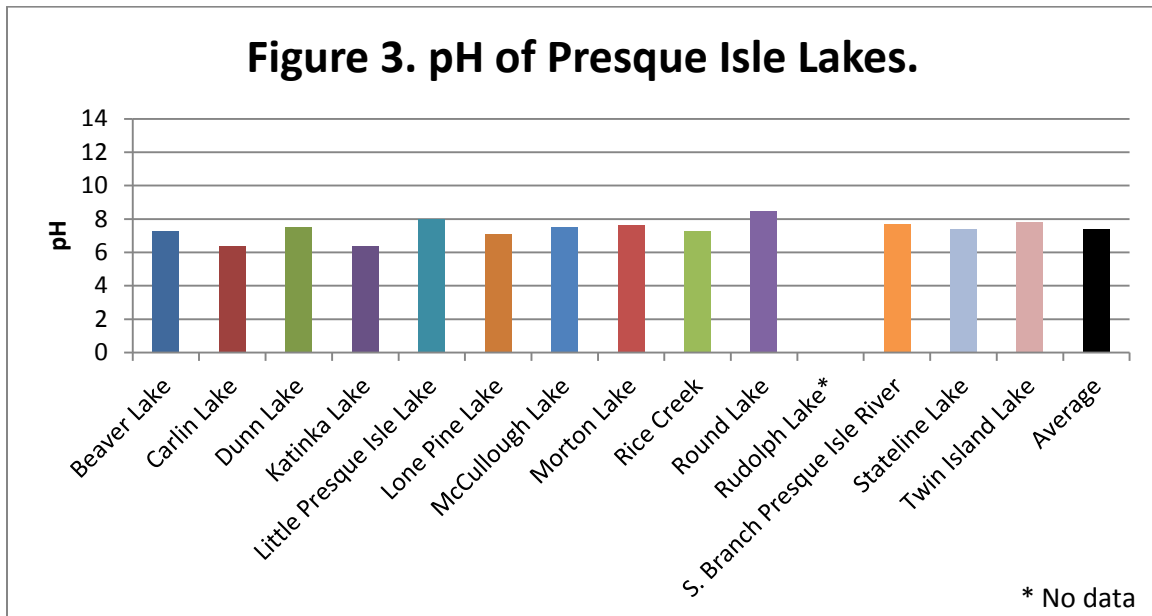 Figure 3. pH of Presque Isle Lakes.
14
12
10
8
6
4
2
0
pH
Beaver Lake
Carlin Lake
Dunn Lake
Katinka Lake
Little Presque Isle Lake
Lone Pine Lake
McCullough Lake
Morton Lake
Rice Creek
Round Lake
Rudolph Lake*
S. Branch Presque Isle River
Stateline Lake
Twin Island Lake
Average
* No data